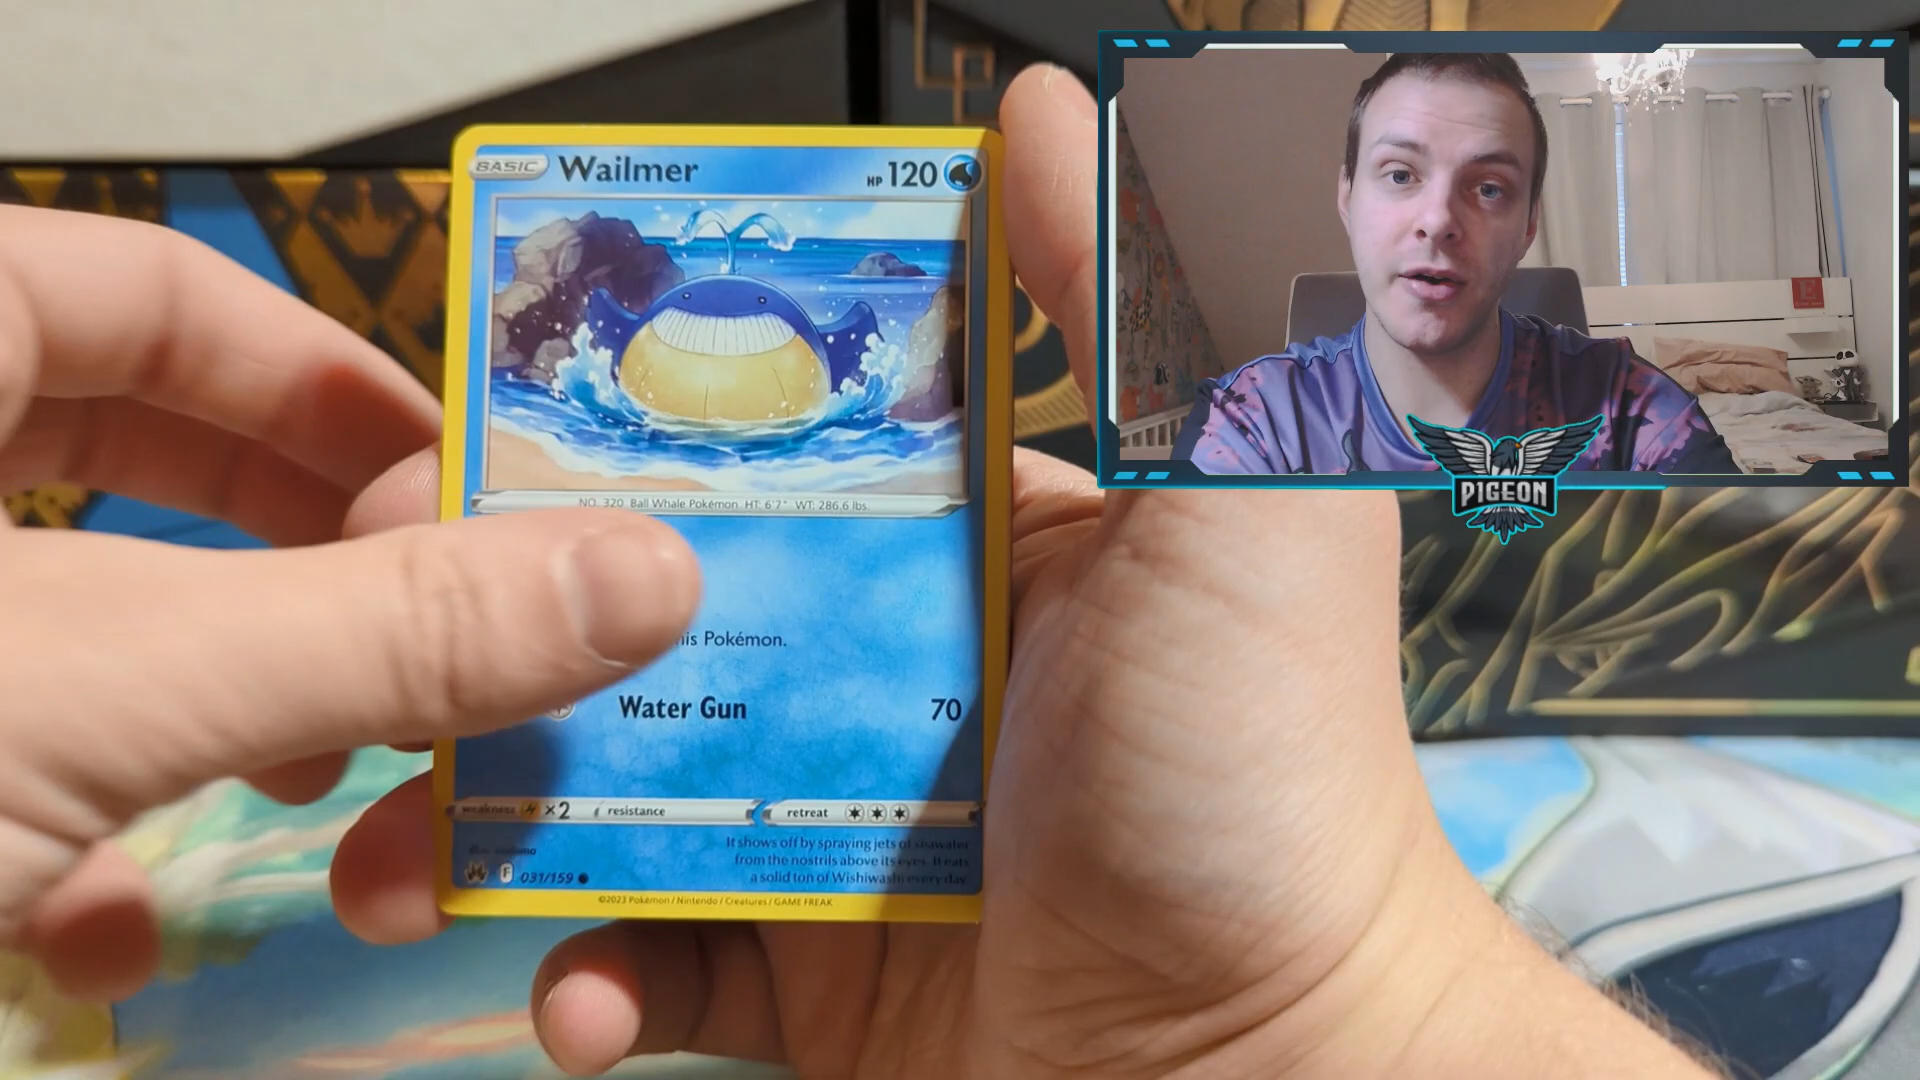 BASIC Wailmer HP 120
NO. 320 Ball Whale Pokémon HT: 6'7" WT: 286.6 lbs.
his Pokémon.
Water Gun 70
weakness ×2 resistance retreat
It shows off by spraying jets of seawater
from the nostrils above its eyes. It eats
a solid ton of Wishiwashi every day.
F 031/159
©2023 Pokémon / Nintendo / Creatures / GAME FREAK
P1GEON